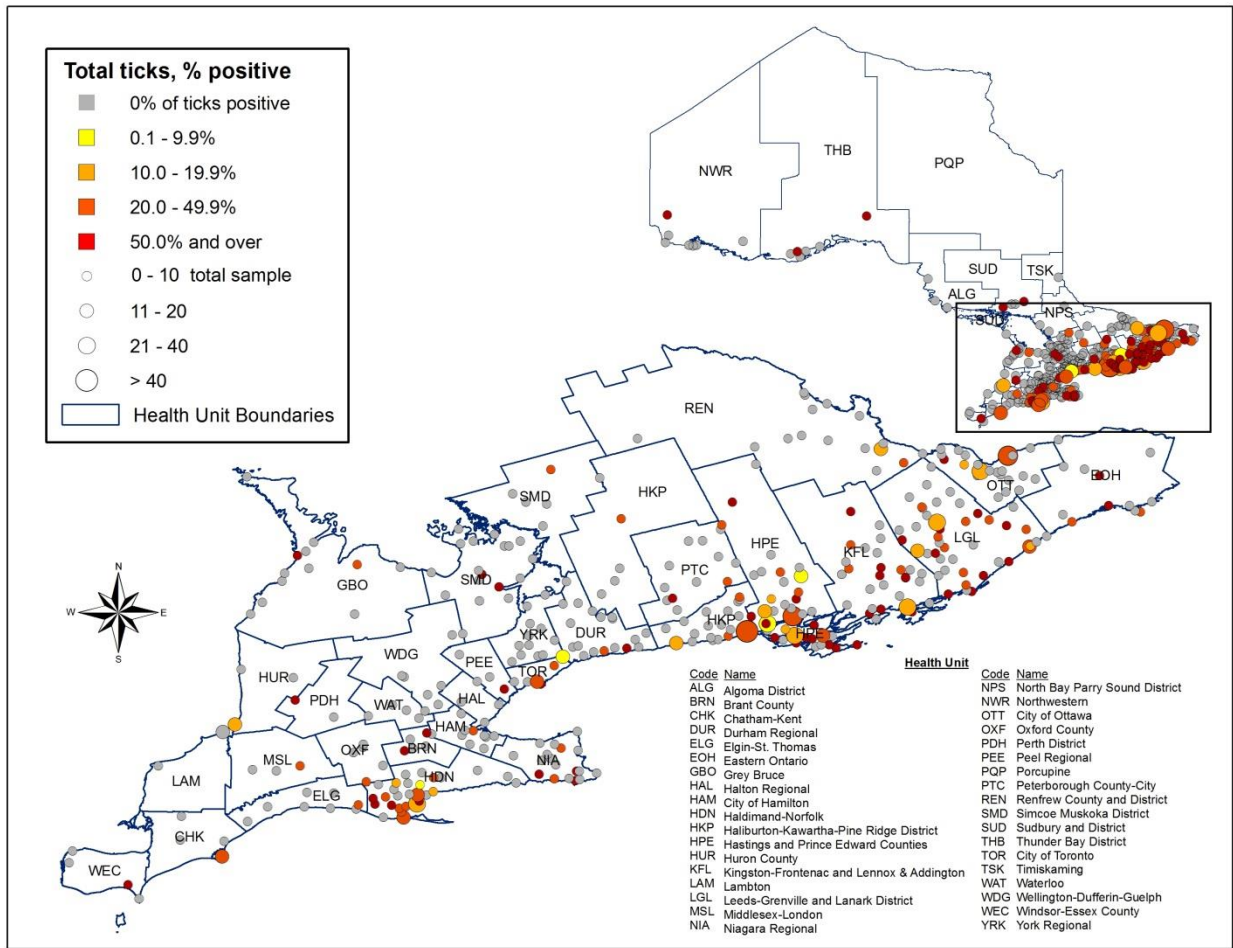 Total ticks, % positive
0% of ticks positive
0.1 - 9.9%
10.0 - 19.9%
20.0 - 49.9%
50.0% and over
0 - 10 total sample
11 - 20
21 - 40
> 40
Health Unit Boundaries
NWR
THB
PQP
SUD
TSK
ALG
SUD
NPS
REN
SMD
HKP
OTT
EOH
HPE
KFL
LGL
PTC
GBO
SMD
N
W E
S
YRK
DUR
HKP
HPE
WDG
PEE
TOR
HUR
PDH
WAT
HAL
HAM
OXF
BRN
NIA
MSL
LAM
HDN
ELG
CHK
WEC
Health Unit
Code Name
ALG Algoma District
BRN Brant County
CHK Chatham-Kent
DUR Durham Regional
ELG Elgin-St. Thomas
EOH Eastern Ontario
GBO Grey Bruce
HAL Halton Regional
HAM City of Hamilton
HDN Haldimand-Norfolk
HKP Haliburton-Kawartha-Pine Ridge District
HPE Hastings and Prince Edward Counties
HUR Huron County
KFL Kingston-Frontenac and Lennox & Addington
LAM Lambton
LGL Leeds-Grenville and Lanark District
MSL Middlesex-London
NIA Niagara Regional
Code Name
NPS North Bay Parry Sound District
NWR Northwestern
OTT City of Ottawa
OXF Oxford County
PDH Perth District
PEE Peel Regional
PQP Porcupine
PTC Peterborough County-City
REN Renfrew County and District
SMD Simcoe Muskoka District
SUD Sudbury and District
THB Thunder Bay District
TOR City of Toronto
TSK Timiskaming
WAT Waterloo
WDG Wellington-Dufferin-Guelph
WEC Windsor-Essex County
YRK York Regional